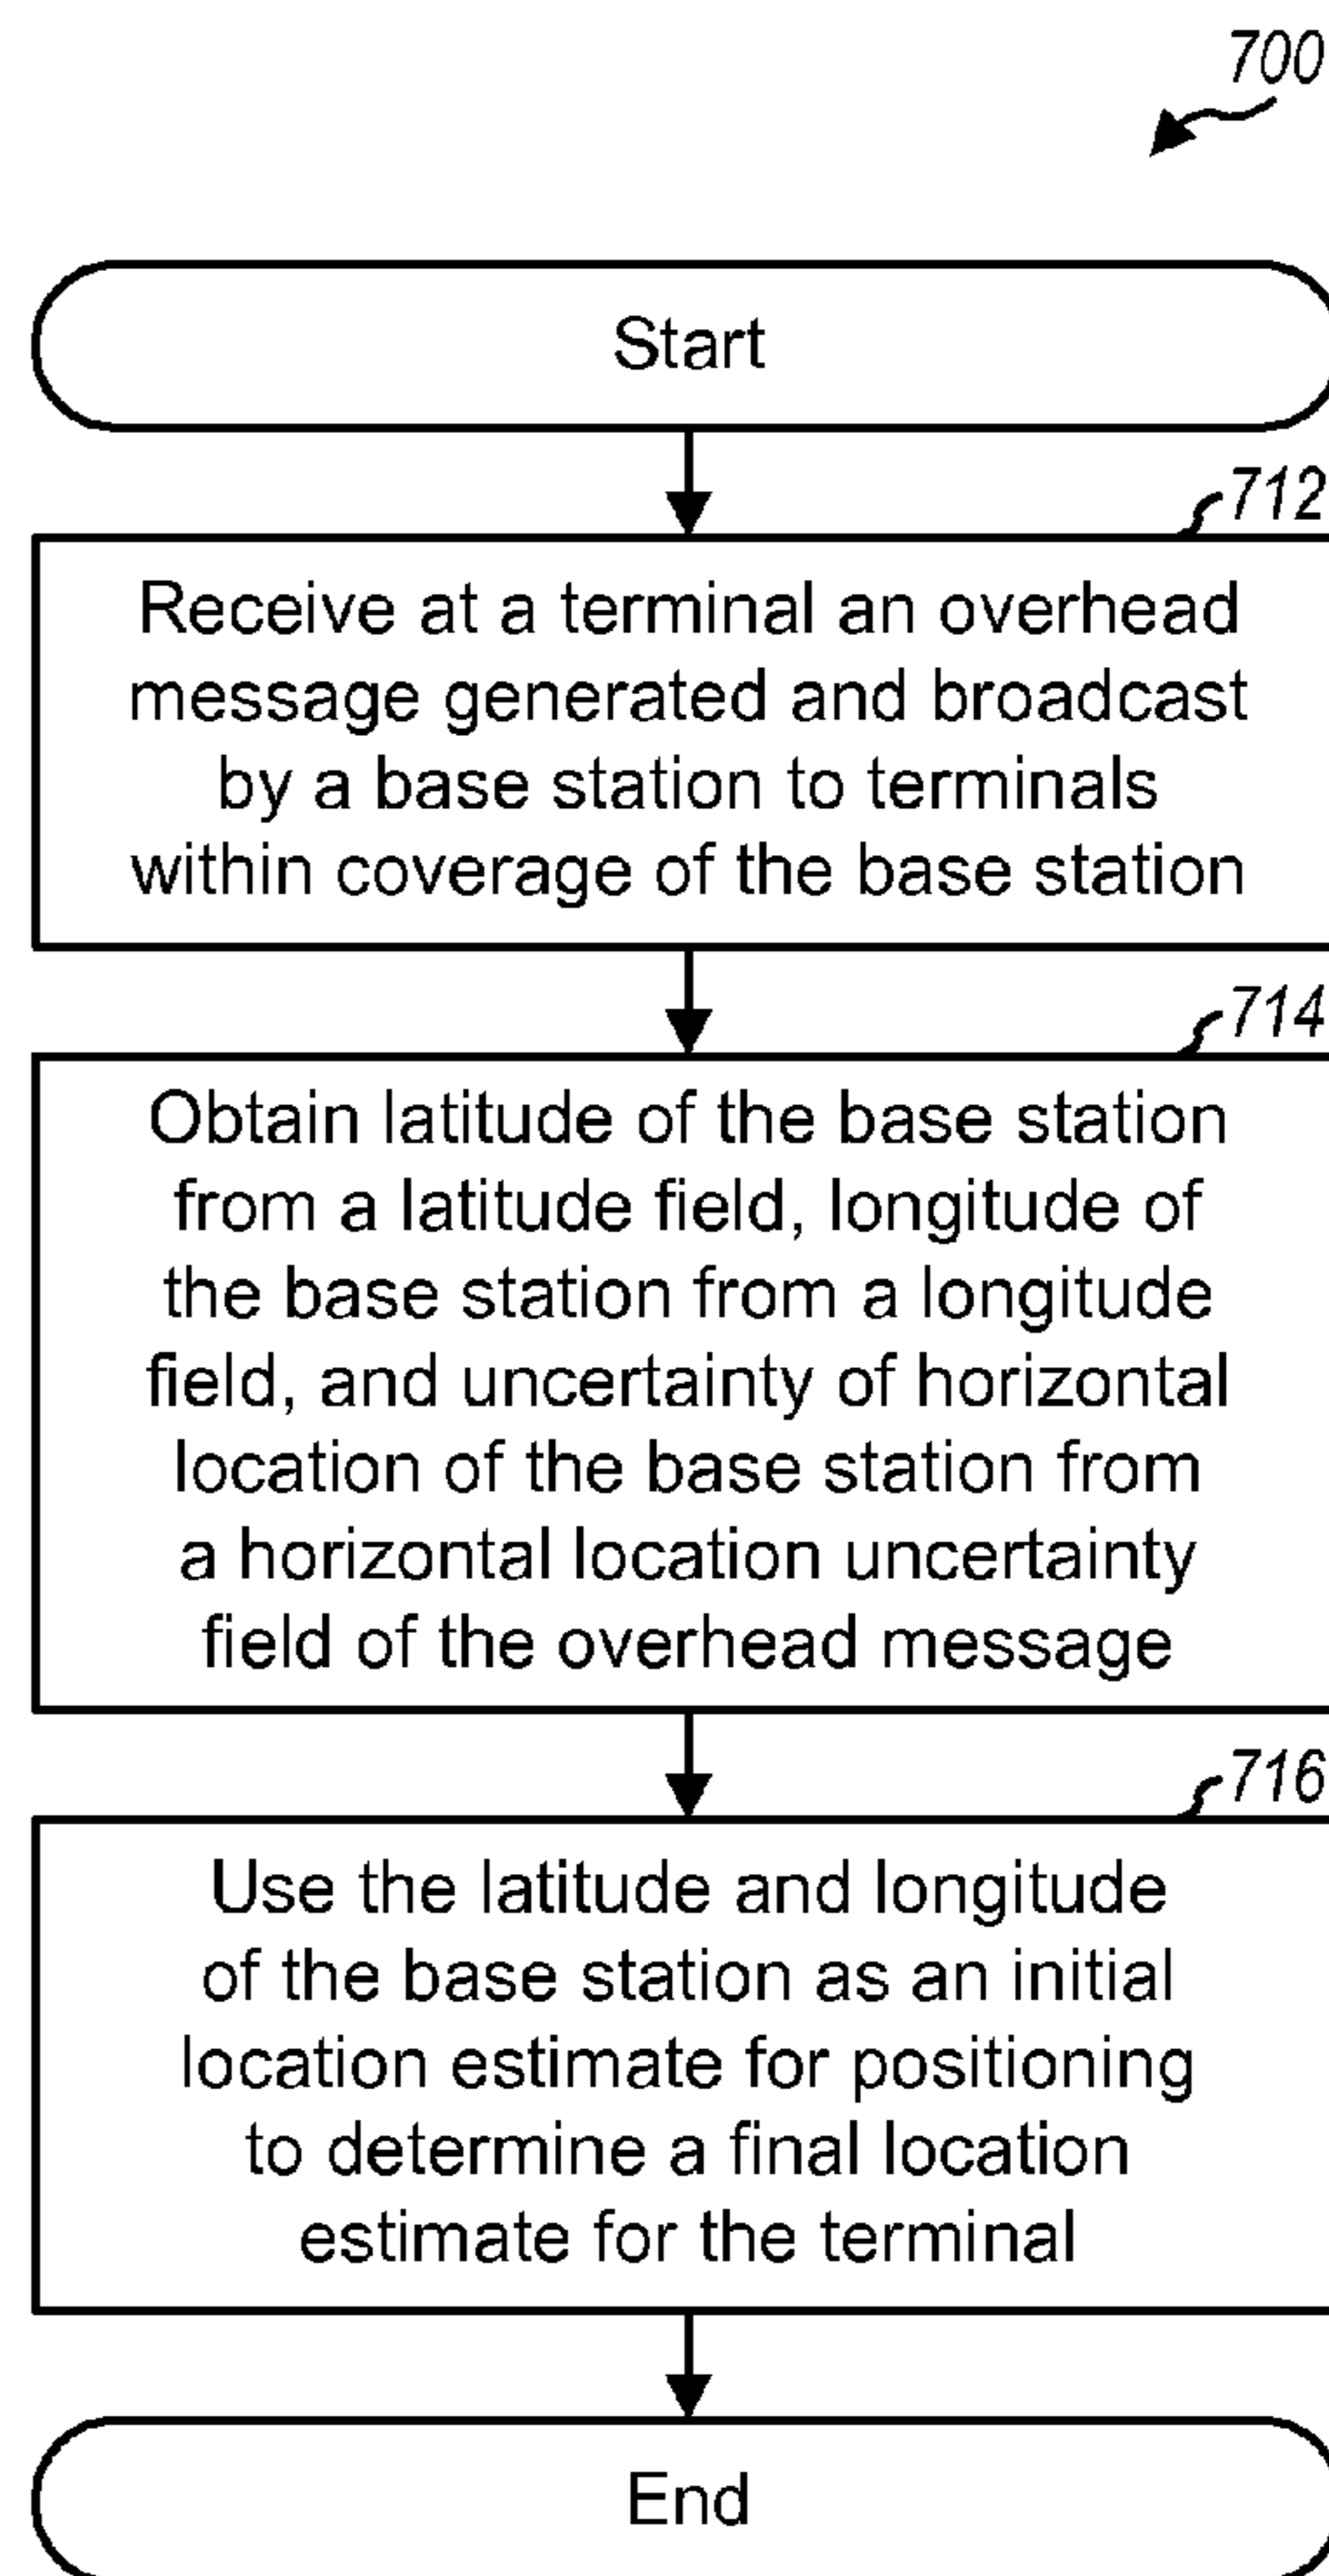 700
Start
712
Receive at a terminal an overhead
message generated and broadcast
by a base station to terminals
within coverage of the base station
714
Obtain latitude of the base station
from a latitude field, longitude of
the base station from a longitude
field, and uncertainty of horizontal
location of the base station from
a horizontal location uncertainty
field of the overhead message
716
Use the latitude and longitude
of the base station as an initial
location estimate for positioning
to determine a final location
estimate for the terminal
End